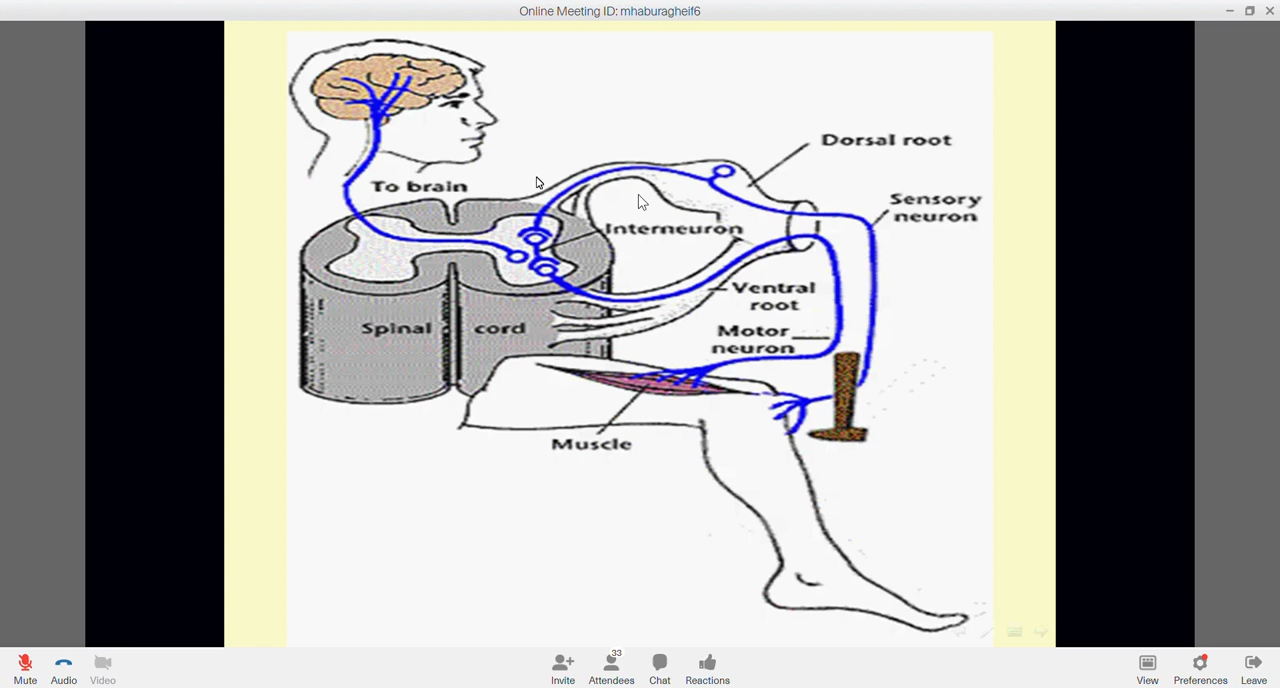 Online Meeting ID: mhaburagheif6
Dorsal root
To brain
Sensory
neuron
Interneuron
Ventral
root
Spinal cord
Motor
neuron
Muscle
33
Mute Audio Video Invite Attendees Chat Reactions View Preferences Leave